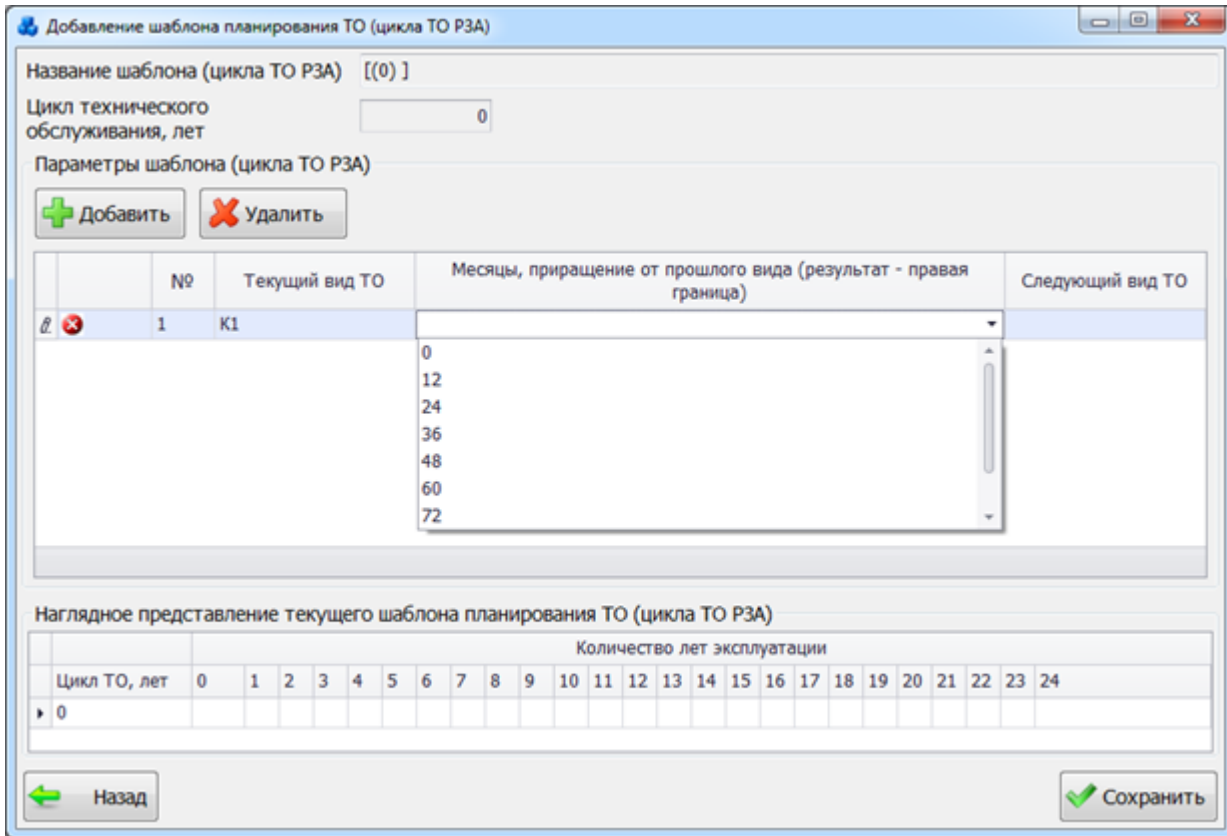 Добавление шаблона планирования ТО (цикла ТО РЗА)
Название шаблона (цикла ТО РЗА) [(0) ]
Цикл технического
обслуживания, лет 0
Параметры шаблона (цикла ТО РЗА)
Добавить Удалить
№ Текущий вид ТО Месяцы, приращение от прошлого вида (результат - правая
граница) Следующий вид ТО
1 К1
0
12
24
36
48
60
72
Наглядное представление текущего шаблона планирования ТО (цикла ТО РЗА)
Количество лет эксплуатации
Цикл ТО, лет 0 1 2 3 4 5 6 7 8 9 10 11 12 13 14 15 16 17 18 19 20 21 22 23 24
0
Назад Сохранить